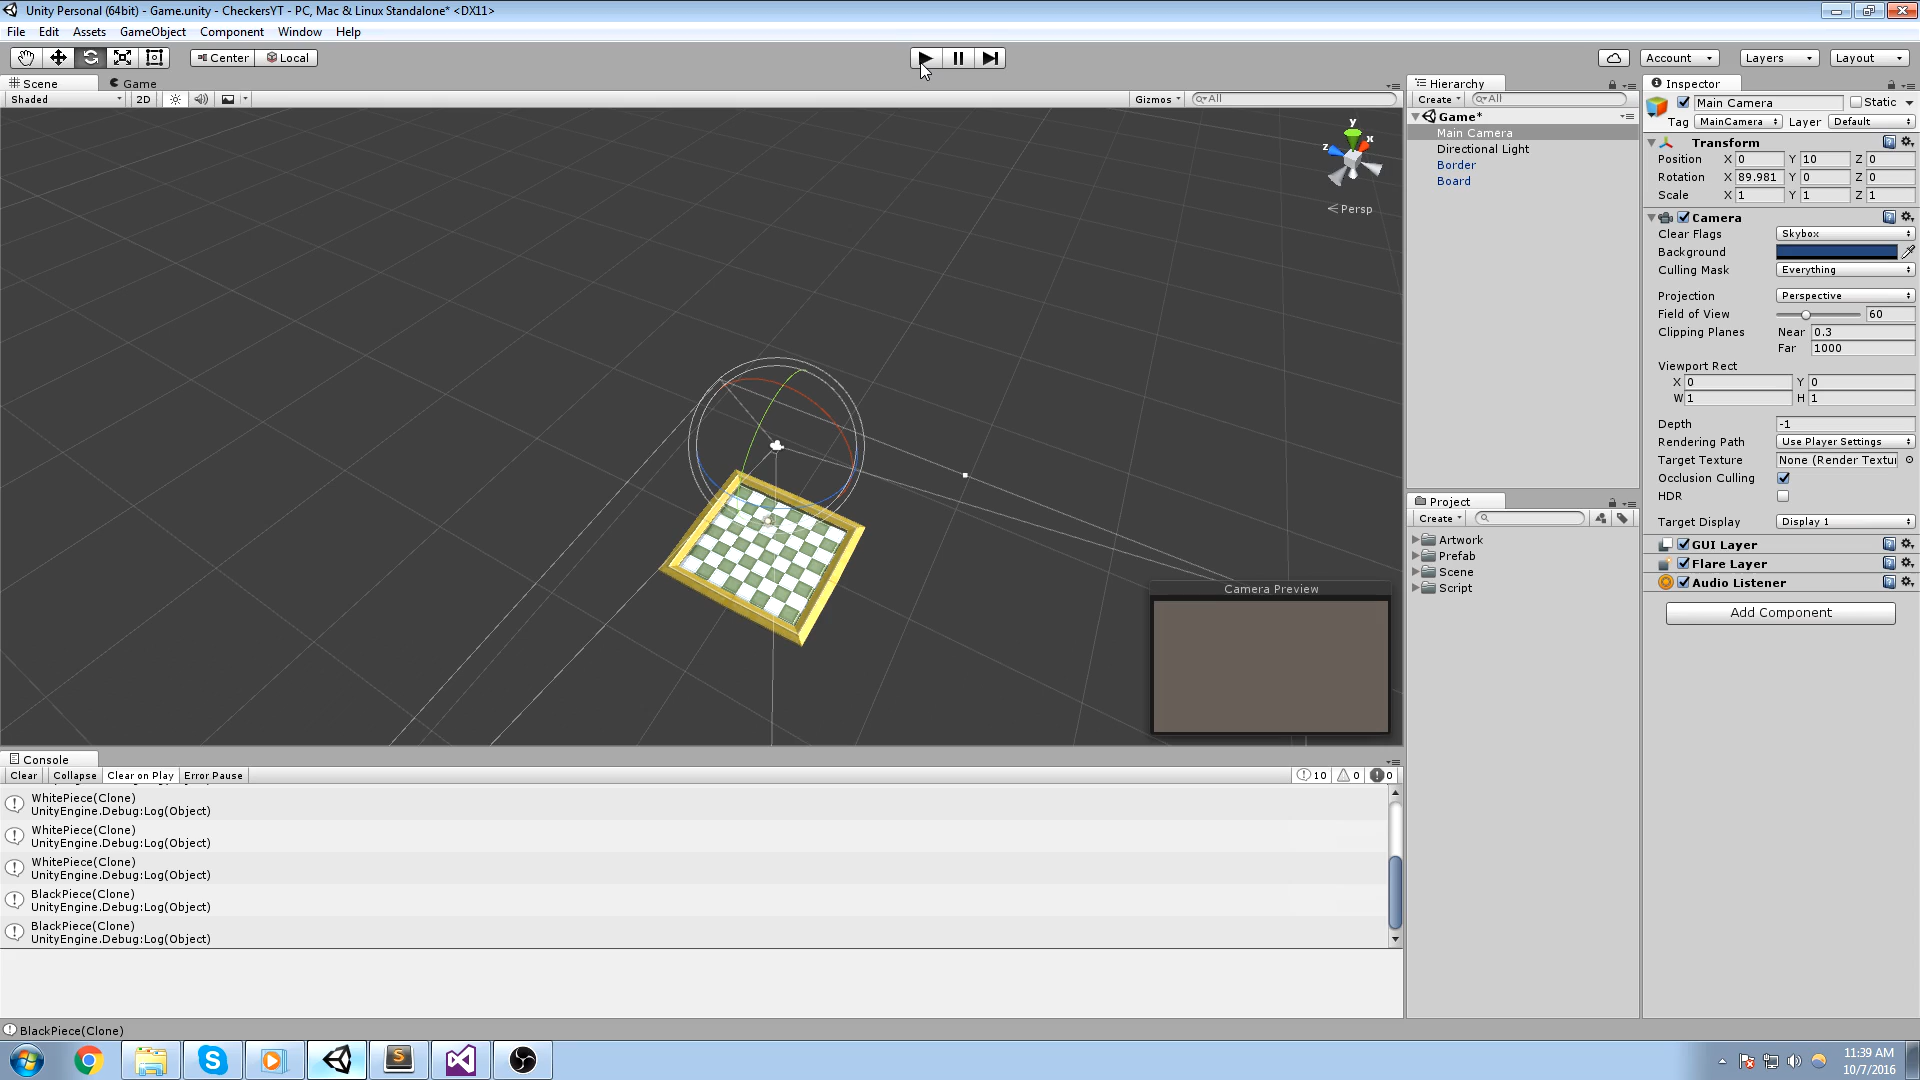 Unity Personal (64bit) - Game.unity - CheckersYT - PC, Mac & Linux Standalone* <DX11>
File Edit Assets GameObject Component Window Help
Center Local
Account Layers Layout
Scene Game
Shaded 2D Gizmos All
y
x
z
Persp
Camera Preview
Hierarchy
Create All
Game*
Main Camera
Directional Light
Border
Board
Project
Create
Artwork
Prefab
Scene
Script
Inspector
Main Camera Static
Tag MainCamera Layer Default
Transform
Position X 0 Y 10 Z 0
Rotation X 89.981 Y 0 Z 0
Scale X 1 Y 1 Z 1
Camera
Clear Flags Skybox
Background
Culling Mask Everything
Projection Perspective
Field of View 60
Clipping Planes Near 0.3
Far 1000
Viewport Rect
X 0 Y 0
W 1 H 1
Depth -1
Rendering Path Use Player Settings
Target Texture None (Render Textu
Occlusion Culling
HDR
Target Display Display 1
GUI Layer
Flare Layer
Audio Listener
Add Component
Console
Clear Collapse Clear on Play Error Pause 10 0 0
WhitePiece(Clone)
UnityEngine.Debug:Log(Object)
WhitePiece(Clone)
UnityEngine.Debug:Log(Object)
WhitePiece(Clone)
UnityEngine.Debug:Log(Object)
BlackPiece(Clone)
UnityEngine.Debug:Log(Object)
BlackPiece(Clone)
UnityEngine.Debug:Log(Object)
BlackPiece(Clone)
11:39 AM
10/7/2016